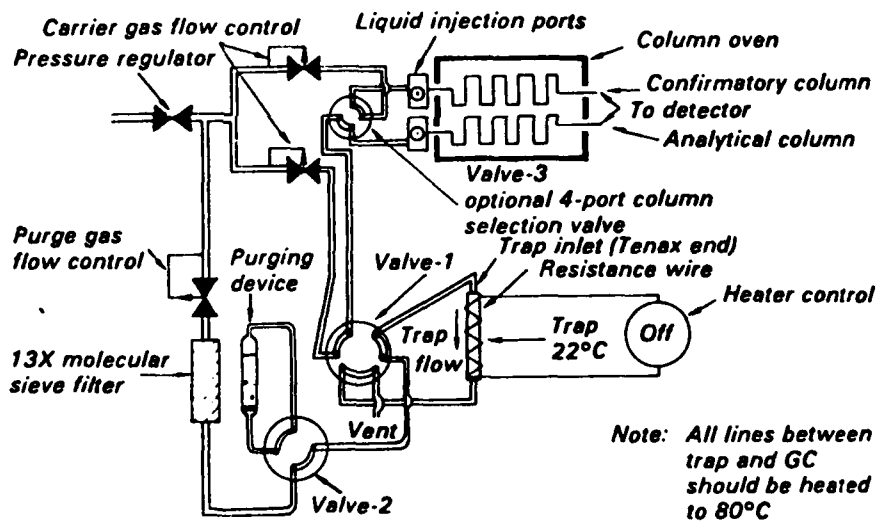 Carrier gas flow control
Pressure regulator
Liquid injection ports
Column oven
Confirmatory column
To detector
Analytical column
Valve-3
optional 4-port column
selection valve
Purge gas
flow control
Purging
device
Valve-1
Trap inlet (Tenax end)
Resistance wire
Heater control
Trap
flow
Trap
22°C
Off
13X molecular
sieve filter
Vent
Valve-2
Note: All lines between
trap and GC
should be heated
to 80°C